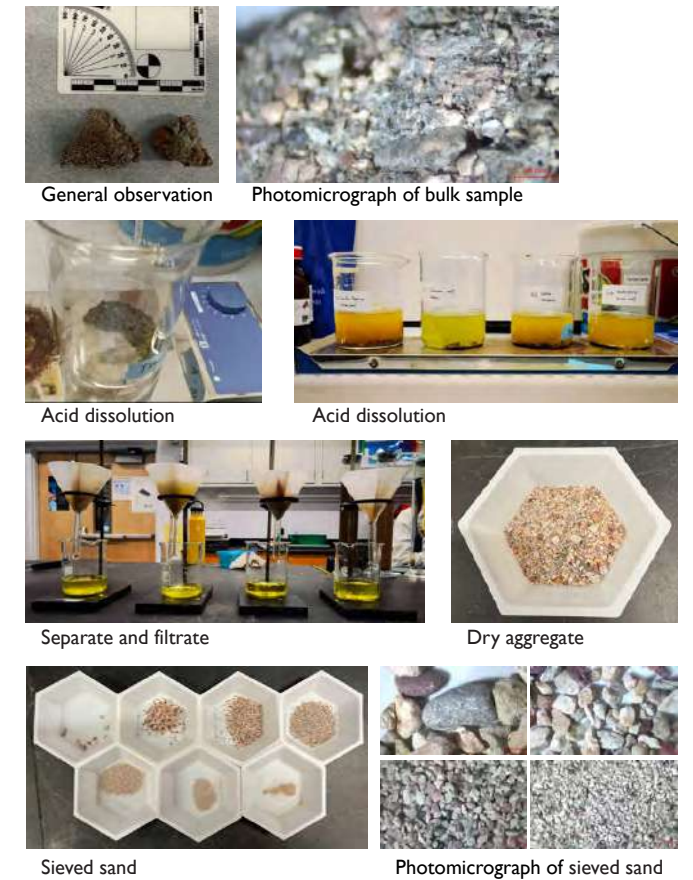 General observation
Photomicrograph of bulk sample
Acid dissolution
Acid dissolution
Separate and filtrate
Dry aggregate
Sieved sand
Photomicrograph of sieved sand